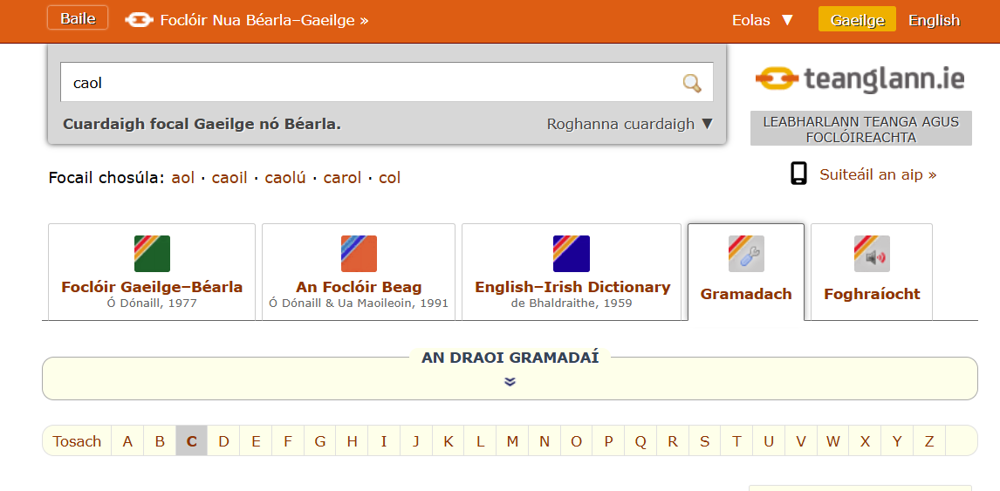 Baile
Foclóir Nua Béarla–Gaeilge »
Eolas ▼
Gaeilge
English
caol
Cuardaigh focal Gaeilge nó Béarla.
Roghanna cuardaigh ▼
teanglann.ie
LEABHARLANN TEANGA AGUS
FOCLÓIREACHTA
Focail chosúla: aol · caoil · caolú · carol · col
Suiteáil an aip »
Foclóir Gaeilge–Béarla
Ó Dónaill, 1977
An Foclóir Beag
Ó Dónaill & Ua Maoileoin, 1991
English–Irish Dictionary
de Bhaldraithe, 1959
Gramadach
Foghraíocht
AN DRAOI GRAMADAÍ
Tosach A B C D E F G H I J K L M N O P Q R S T U V W X Y Z